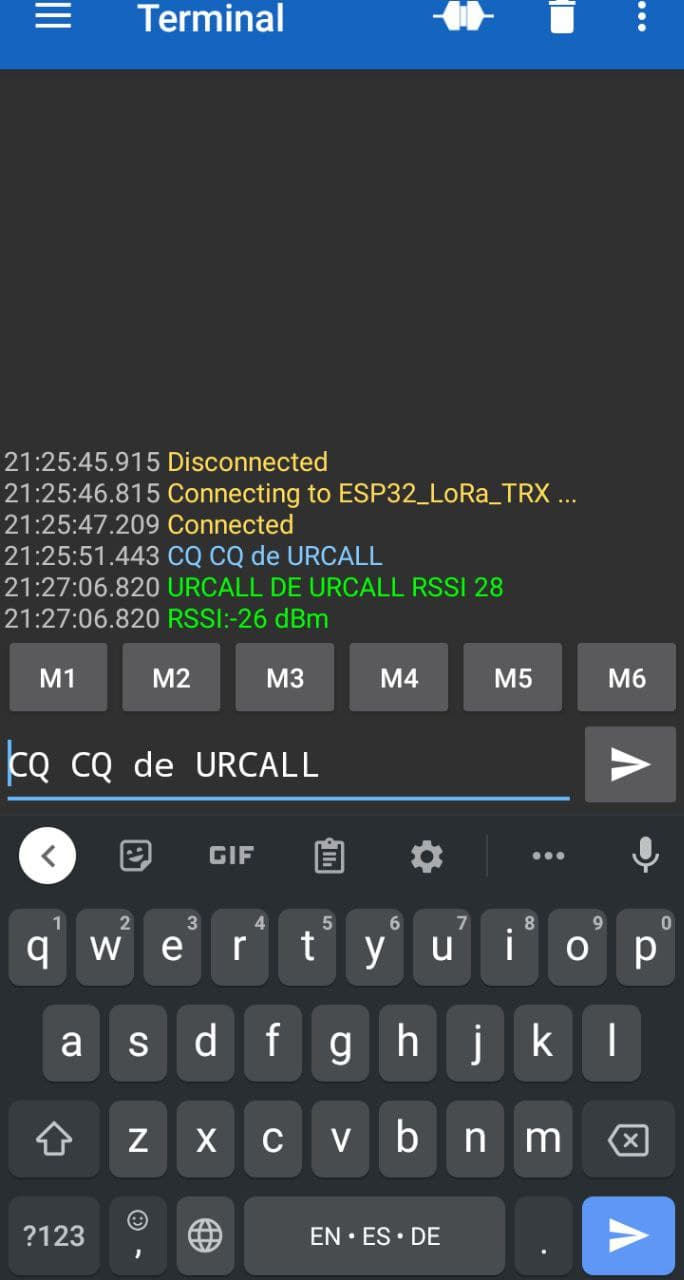 Terminal
21:25:45.915 Disconnected
21:25:46.815 Connecting to ESP32_LoRa_TRX ...
21:25:47.209 Connected
21:25:51.443 CQ CQ de URCALL
21:27:06.820 URCALL DE URCALL RSSI 28
21:27:06.820 RSSI:-26 dBm
M1 M2 M3 M4 M5 M6
CQ CQ de URCALL
GIF
1 2 3 4 5 6 7 8 9 0
q w e r t y u i o p
a s d f g h j k l
z x c v b n m
?123 , EN • ES • DE .